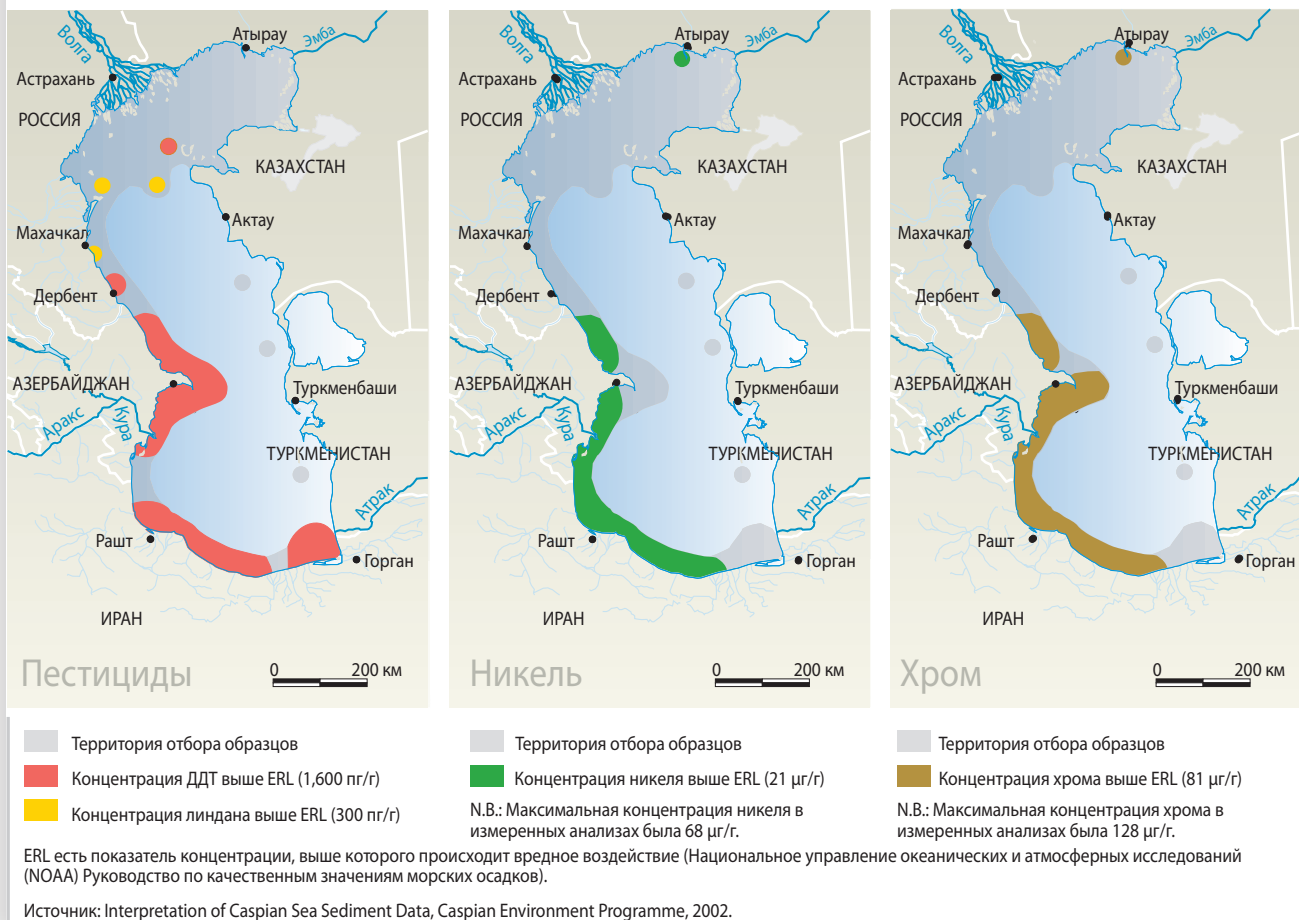 Волга
Атырау
Эмба
Астрахань
РОССИЯ
КАЗАХСТАН
Актау
Махачкал
Дербент
АЗЕРБАЙДЖАН
Туркменбаши
Аракс
Кура
ТУРКМЕНИСТАН
Атрак
Рашт
Горган
ИРАН
Пестициды
0 200 км
Волга
Атырау
Эмба
Астрахань
РОССИЯ
КАЗАХСТАН
Актау
Махачкал
Дербент
АЗЕРБАЙДЖАН
Туркменбаши
Аракс
Кура
ТУРКМЕНИСТАН
Атрак
Рашт
Горган
ИРАН
Никель
0 200 км
Волга
Атырау
Эмба
Астрахань
РОССИЯ
КАЗАХСТАН
Актау
Махачкал
Дербент
АЗЕРБАЙДЖАН
Туркменбаши
Аракс
Кура
ТУРКМЕНИСТАН
Атрак
Рашт
Горган
ИРАН
Хром
0 200 км
Территория отбора образцов
Концентрация ДДТ выше ERL (1,600 пг/г)
Концентрация линдана выше ERL (300 пг/г)
Территория отбора образцов
Концентрация никеля выше ERL (21 µг/г)
N.B.: Максимальная концентрация никеля в
измеренных анализах была 68 µг/г.
Территория отбора образцов
Концентрация хрома выше ERL (81 µг/г)
N.B.: Максимальная концентрация хрома в
измеренных анализах была 128 µг/г.
ERL есть показатель концентрации, выше которого происходит вредное воздействие (Национальное управление океанических и атмосферных исследований
(NOAA) Руководство по качественным значениям морских осадков).
Источник: Interpretation of Caspian Sea Sediment Data, Caspian Environment Programme, 2002.